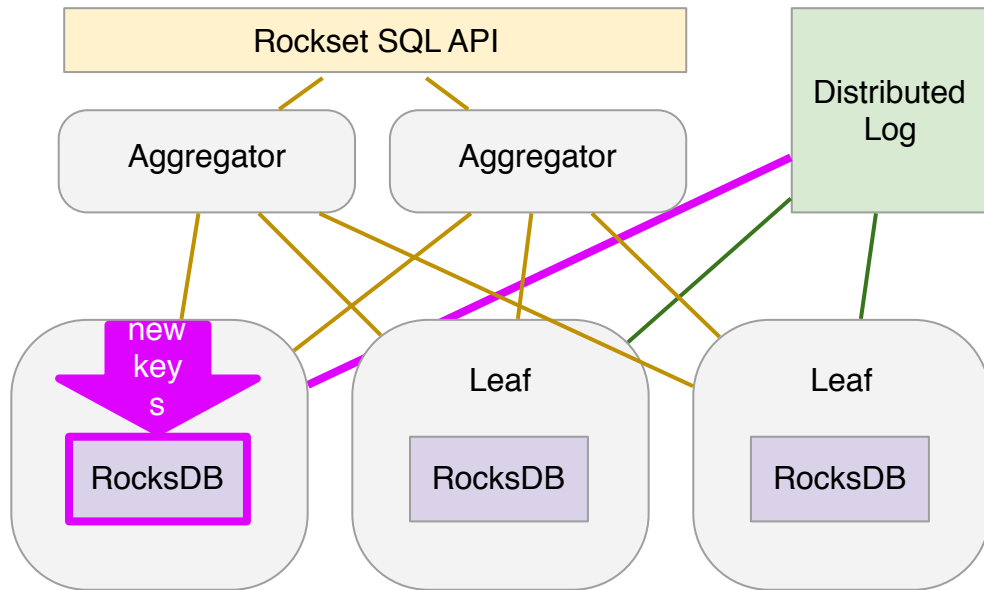 Rockset SQL API
Distributed
Log
Aggregator
Aggregator
new
key
s
Leaf
Leaf
RocksDB
RocksDB
RocksDB